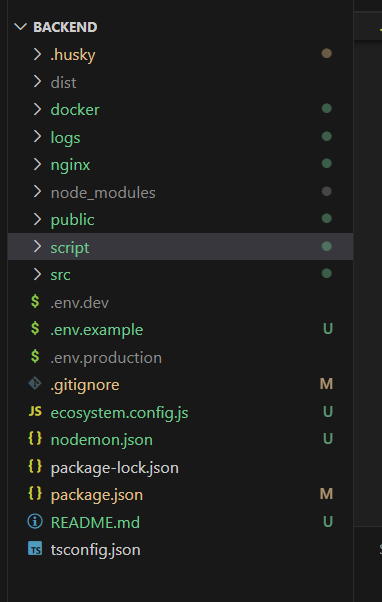 BACKEND
.husky
dist
docker
logs
nginx
node_modules
public
script
src
$ .env.dev
$ .env.example U
$ .env.production
.gitignore M
JS ecosystem.config.js U
{} nodemon.json U
{} package-lock.json
{} package.json M
README.md U
TS tsconfig.json